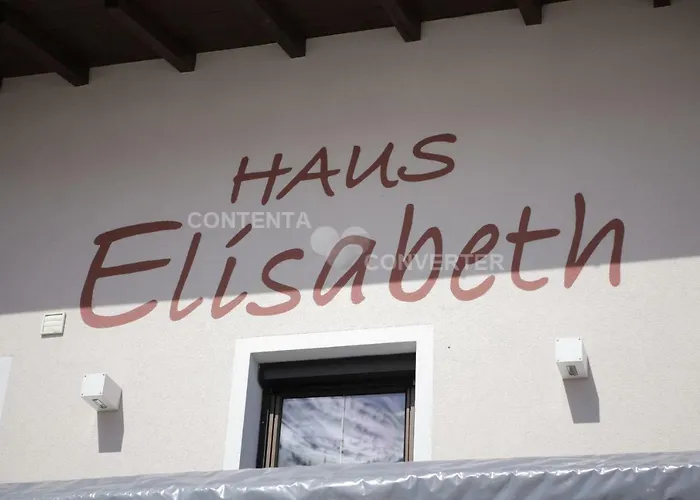 HAUS
Elisabeth
CONTENTA
CONVERTER